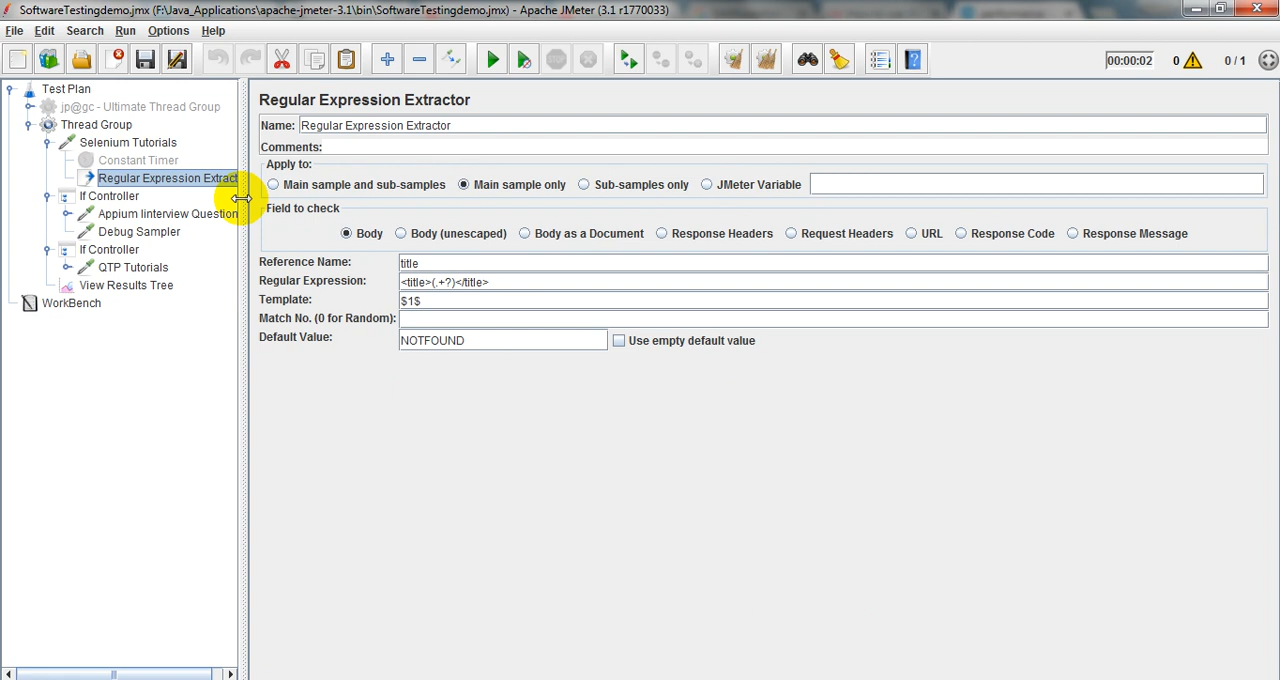 SoftwareTestingdemo.jmx (F:\Java_Applications\apache-jmeter-3.1\bin\SoftwareTestingdemo.jmx) - Apache JMeter (3.1 r1770033)
File Edit Search Run Options Help
00:00:02 0 0 / 1
Test Plan
jp@gc - Ultimate Thread Group
Thread Group
Selenium Tutorials
Constant Timer
Regular Expression Extract
If Controller
Appium Iinterview Question
Debug Sampler
If Controller
QTP Tutorials
View Results Tree
WorkBench
Regular Expression Extractor
Name: Regular Expression Extractor
Comments:
Apply to:
Main sample and sub-samples Main sample only Sub-samples only JMeter Variable
Field to check
Body Body (unescaped) Body as a Document Response Headers Request Headers URL Response Code Response Message
Reference Name: title
Regular Expression: <title>(.+?)</title>
Template: $1$
Match No. (0 for Random):
Default Value: NOTFOUND Use empty default value